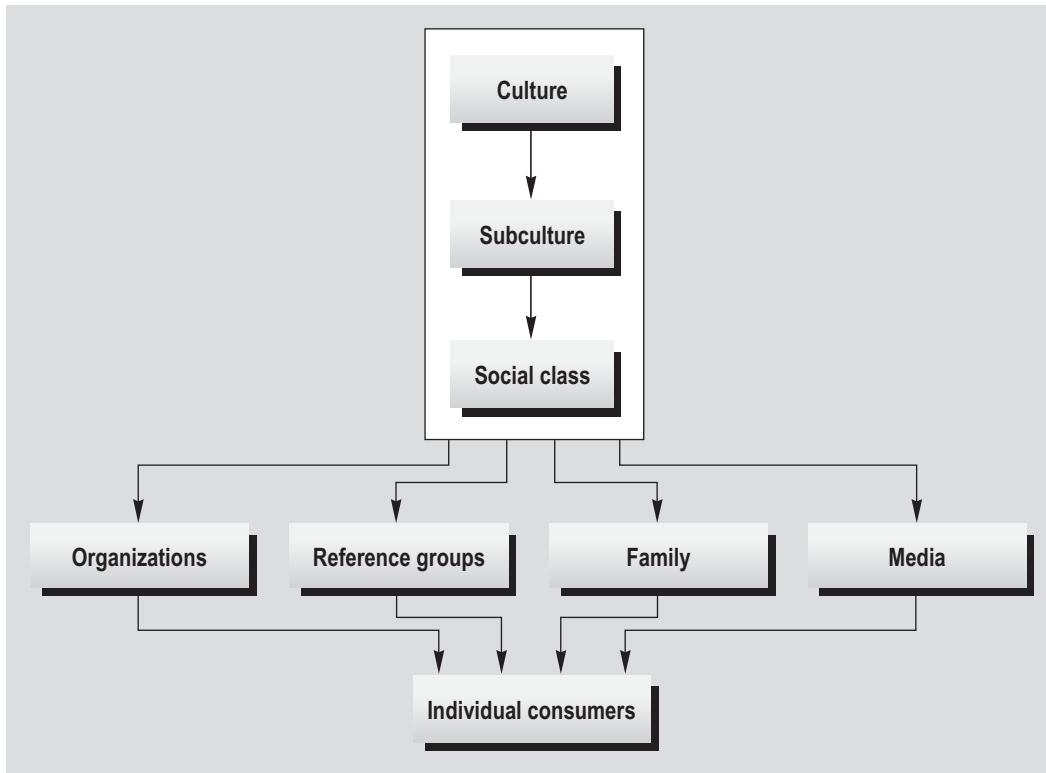 Culture
Subculture
Social class
Organizations
Reference groups
Family
Media
Individual consumers